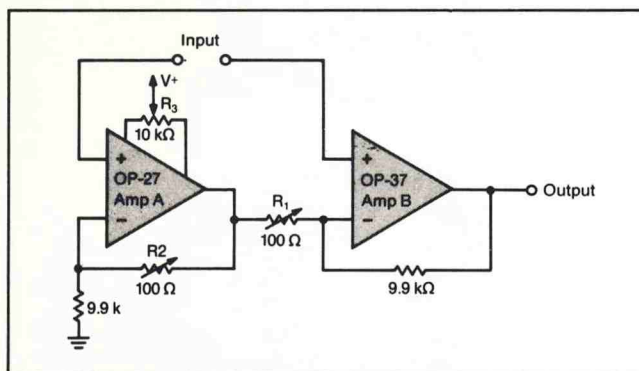 Input
V+
R3
10 kΩ
+
OP-27
Amp A
−
R1
100 Ω
R2
100 Ω
9.9 k
+
OP-37
Amp B
−
Output
9.9 kΩ